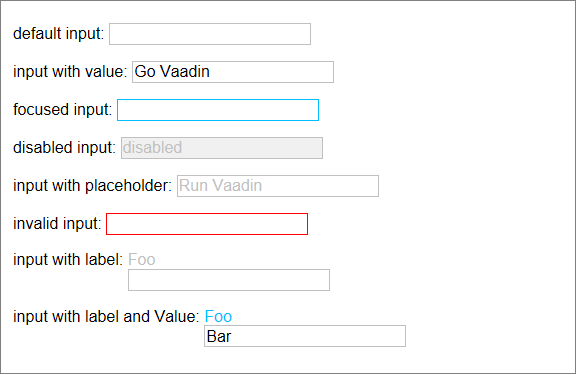 default input:
input with value: Go Vaadin
focused input:
disabled input: disabled
input with placeholder: Run Vaadin
invalid input:
input with label: Foo
input with label and Value: Foo
Bar